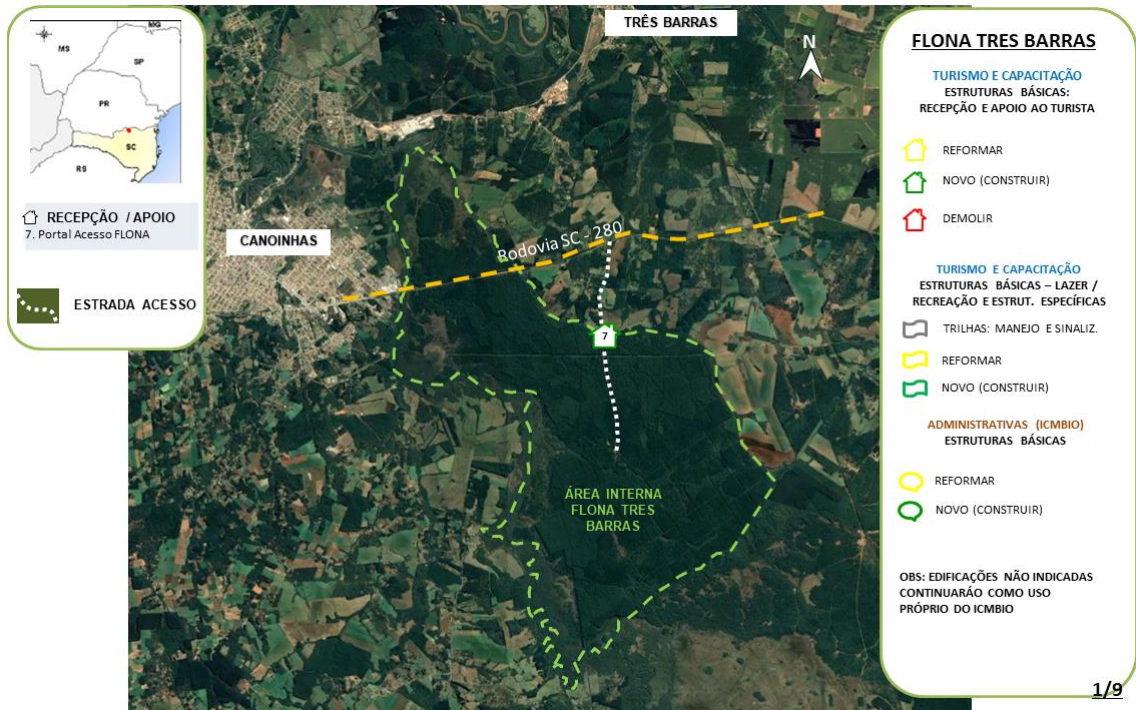 MG
MS
SP
PR
SC
RS
RECEPÇÃO / APOIO
7. Portal Acesso FLONA
ESTRADA ACESSO
TRÊS BARRAS
N
CANOINHAS
Rodovia SC - 280
7
ÁREA INTERNA
FLONA TRES
BARRAS
FLONA TRES BARRAS
TURISMO E CAPACITAÇÃO
ESTRUTURAS BÁSICAS:
RECEPÇÃO E APOIO AO TURISTA
REFORMAR
NOVO (CONSTRUIR)
DEMOLIR
TURISMO E CAPACITAÇÃO
ESTRUTURAS BÁSICAS – LAZER /
RECREAÇÃO E ESTRUT. ESPECÍFICAS
TRILHAS: MANEJO E SINALIZ.
REFORMAR
NOVO (CONSTRUIR)
ADMINISTRATIVAS (ICMBIO)
ESTRUTURAS BÁSICAS
REFORMAR
NOVO (CONSTRUIR)
OBS: EDIFICAÇÕES NÃO INDICADAS
CONTINUARÁO COMO USO
PRÓPRIO DO ICMBIO
1/9